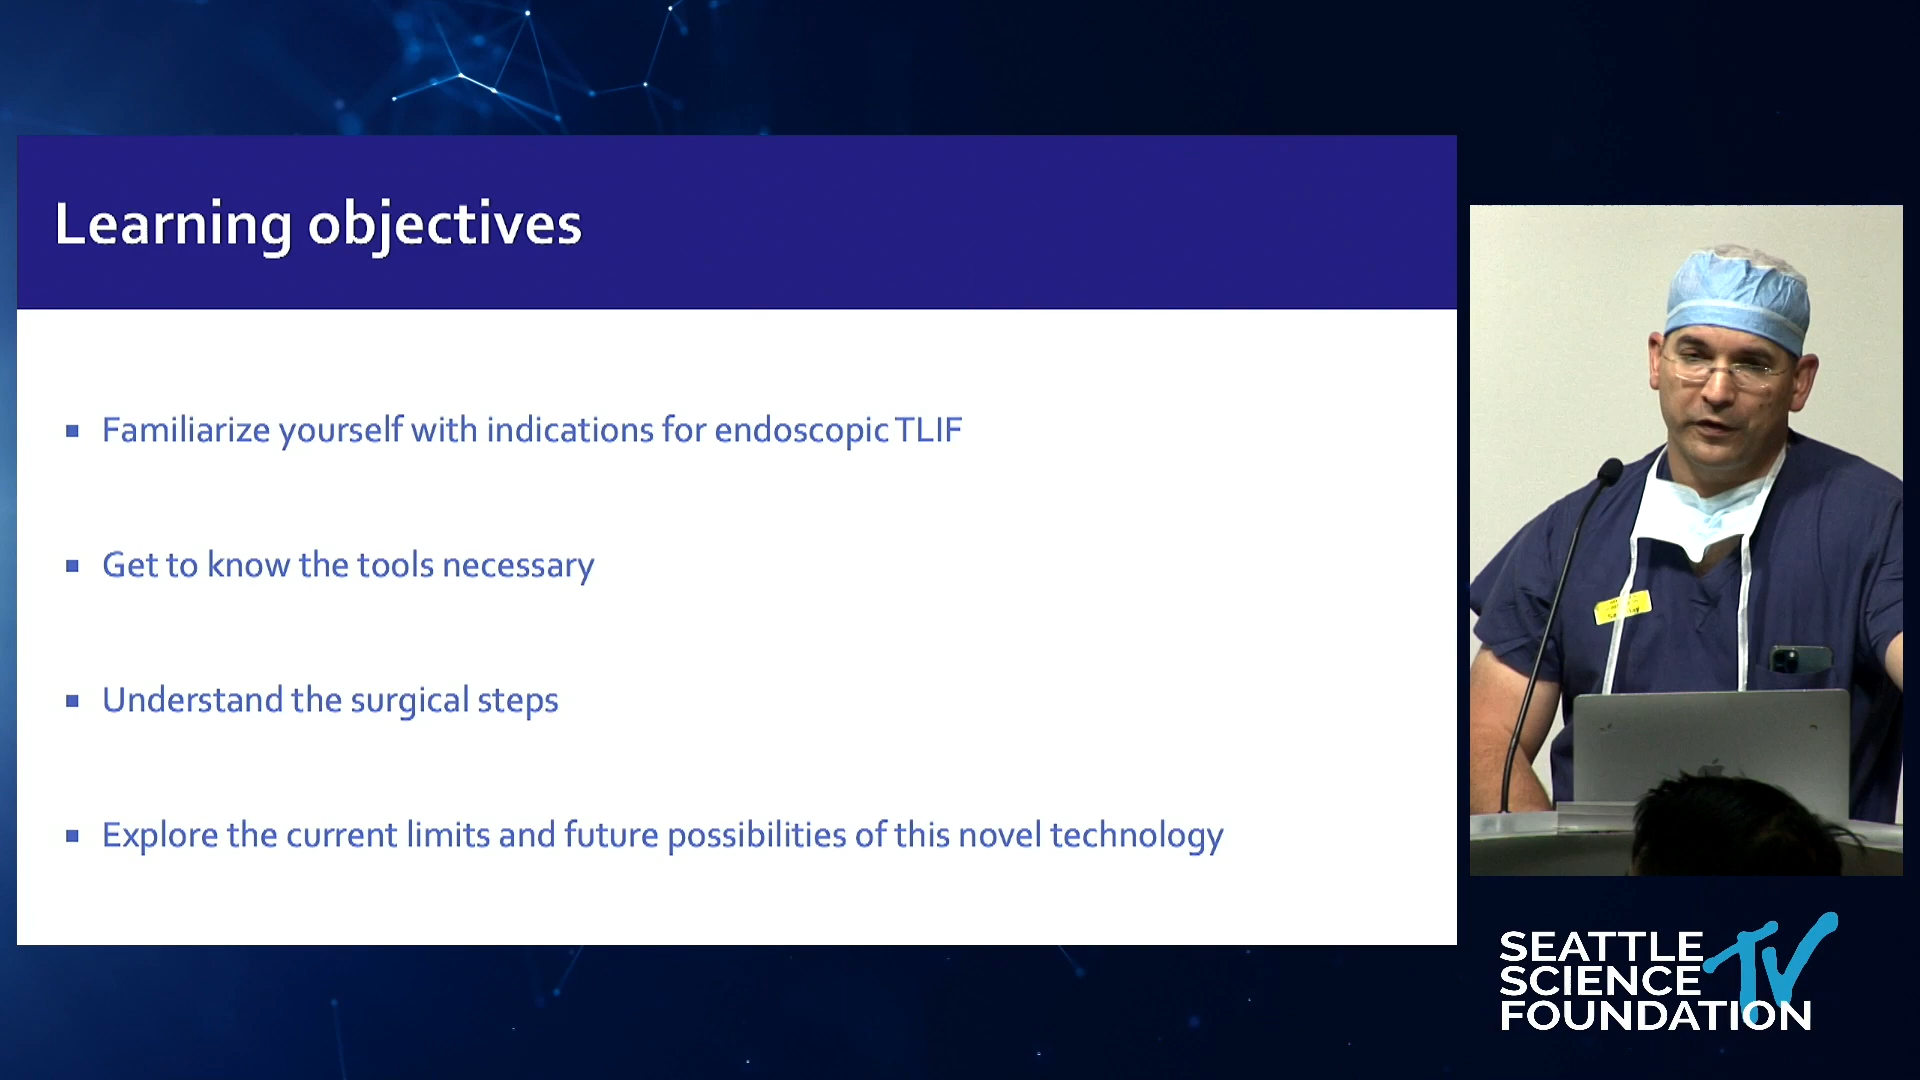 Learning objectives
Familiarize yourself with indications for endoscopic TLIF
Get to know the tools necessary
Understand the surgical steps
Explore the current limits and future possibilities of this novel technology
SEATTLE
SCIENCE
FOUNDATION
TV